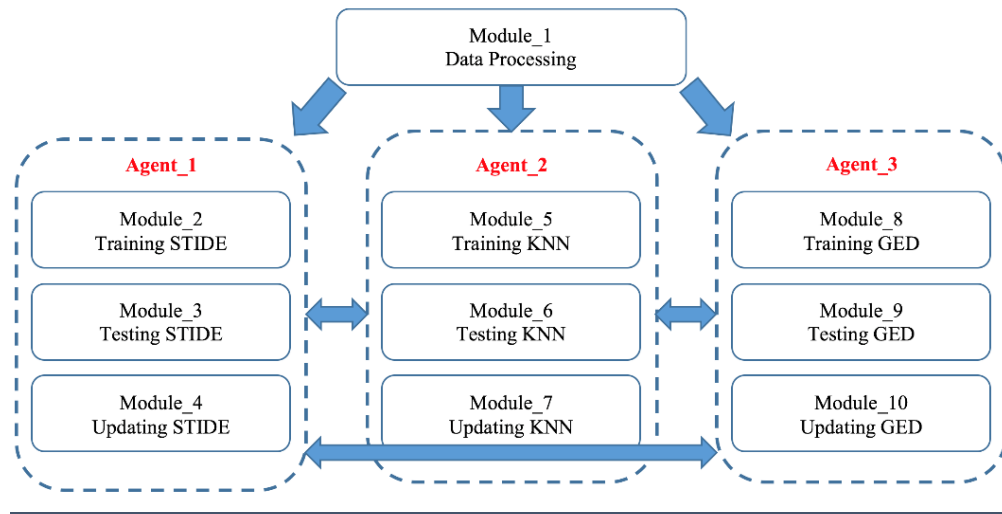 Module_1
Data Processing
Agent_1
Module_2
Training STIDE
Module_3
Testing STIDE
Module_4
Updating STIDE
Agent_2
Module_5
Training KNN
Module_6
Testing KNN
Module_7
Updating KNN
Agent_3
Module_8
Training GED
Module_9
Testing GED
Module_10
Updating GED